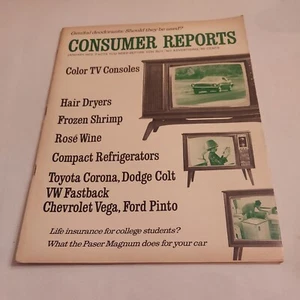 Genital deodorants: Should they be used?
CONSUMER REPORTS
Color TV Consoles
Hair Dryers
Frozen Shrimp
Rosé Wine
Compact Refrigerators
Toyota Corona, Dodge Colt
VW Fastback
Chevrolet Vega, Ford Pinto
Life insurance for college students?
What the Paser Magnum does for your car